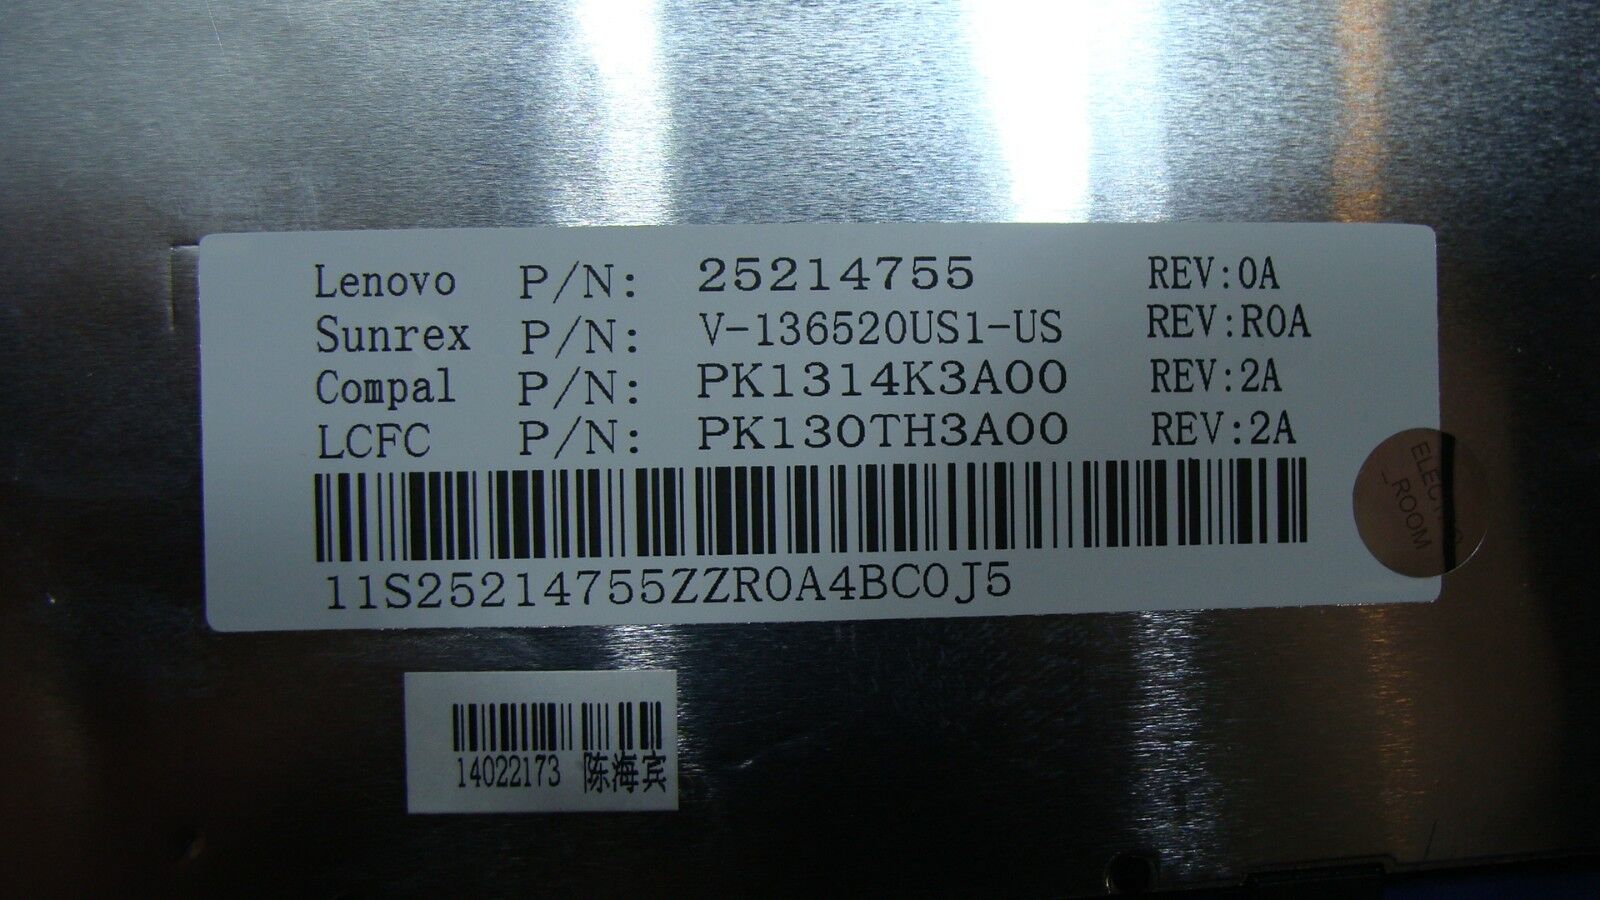 Lenovo P/N: 25214755 REV:0A
Sunrex P/N: V-136520US1-US REV:R0A
Compal P/N: PK1314K3A00 REV:2A
LCFC P/N: PK130TH3A00 REV:2A
11S25214755ZZR0A4BC0J5
ROOM
14022173 陈海宾